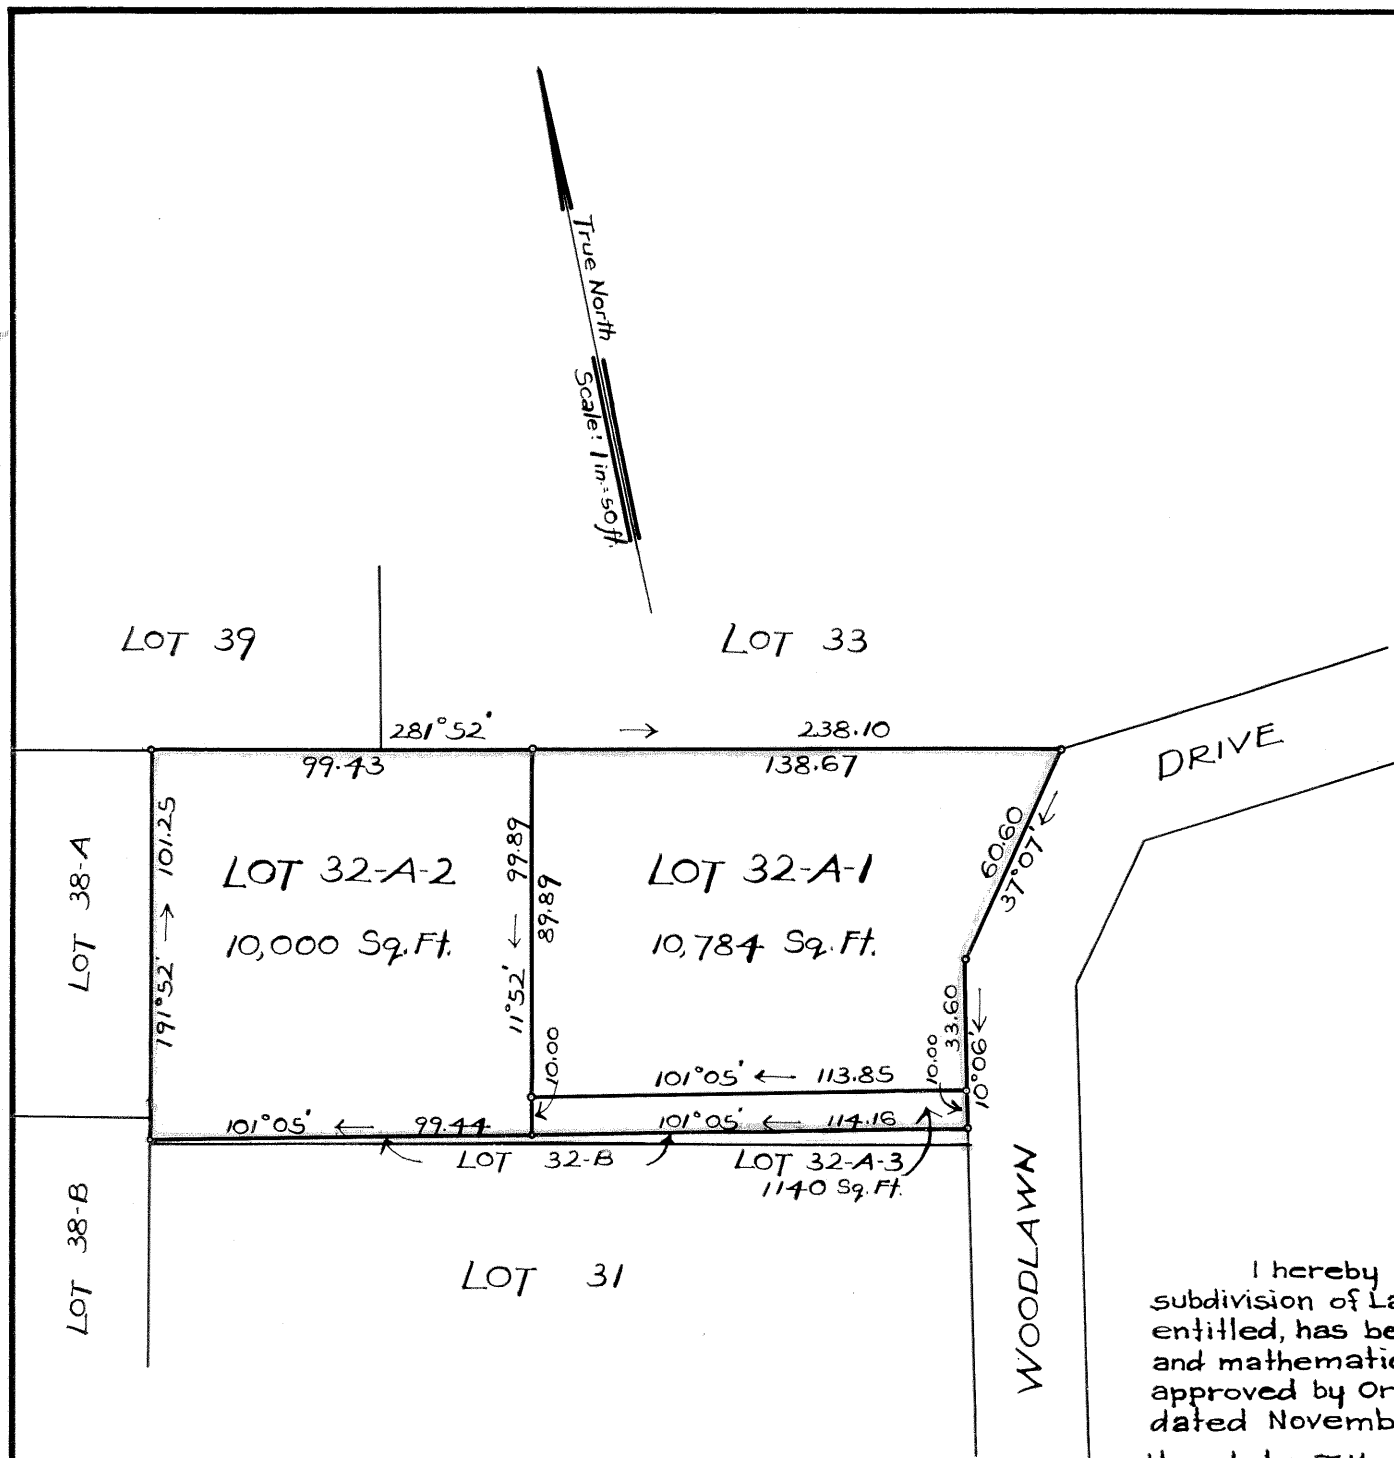 True North
Scale: 1 in.=50ft.
LOT 39
LOT 33
281°52' → 238.10
99.43
138.67
DRIVE
LOT 38-A
191°52' → 101.25
LOT 32-A-2
10,000 Sq.Ft.
11°52' ← 99.89
89.89
LOT 32-A-1
10,784 Sq.Ft.
60.60
37°07' ←
33.60
10°06' ←
10.00
10.00
101°05' ← 113.85
101°05' ← 99.44
101°05' ← 114.16
LOT 32-B
LOT 32-A-3
1140 Sq.Ft.
LOT 38-B
LOT 31
WOODLAWN
I hereby
subdivision of La
entitled, has be
and mathematic
approved by Or
dated Novemb